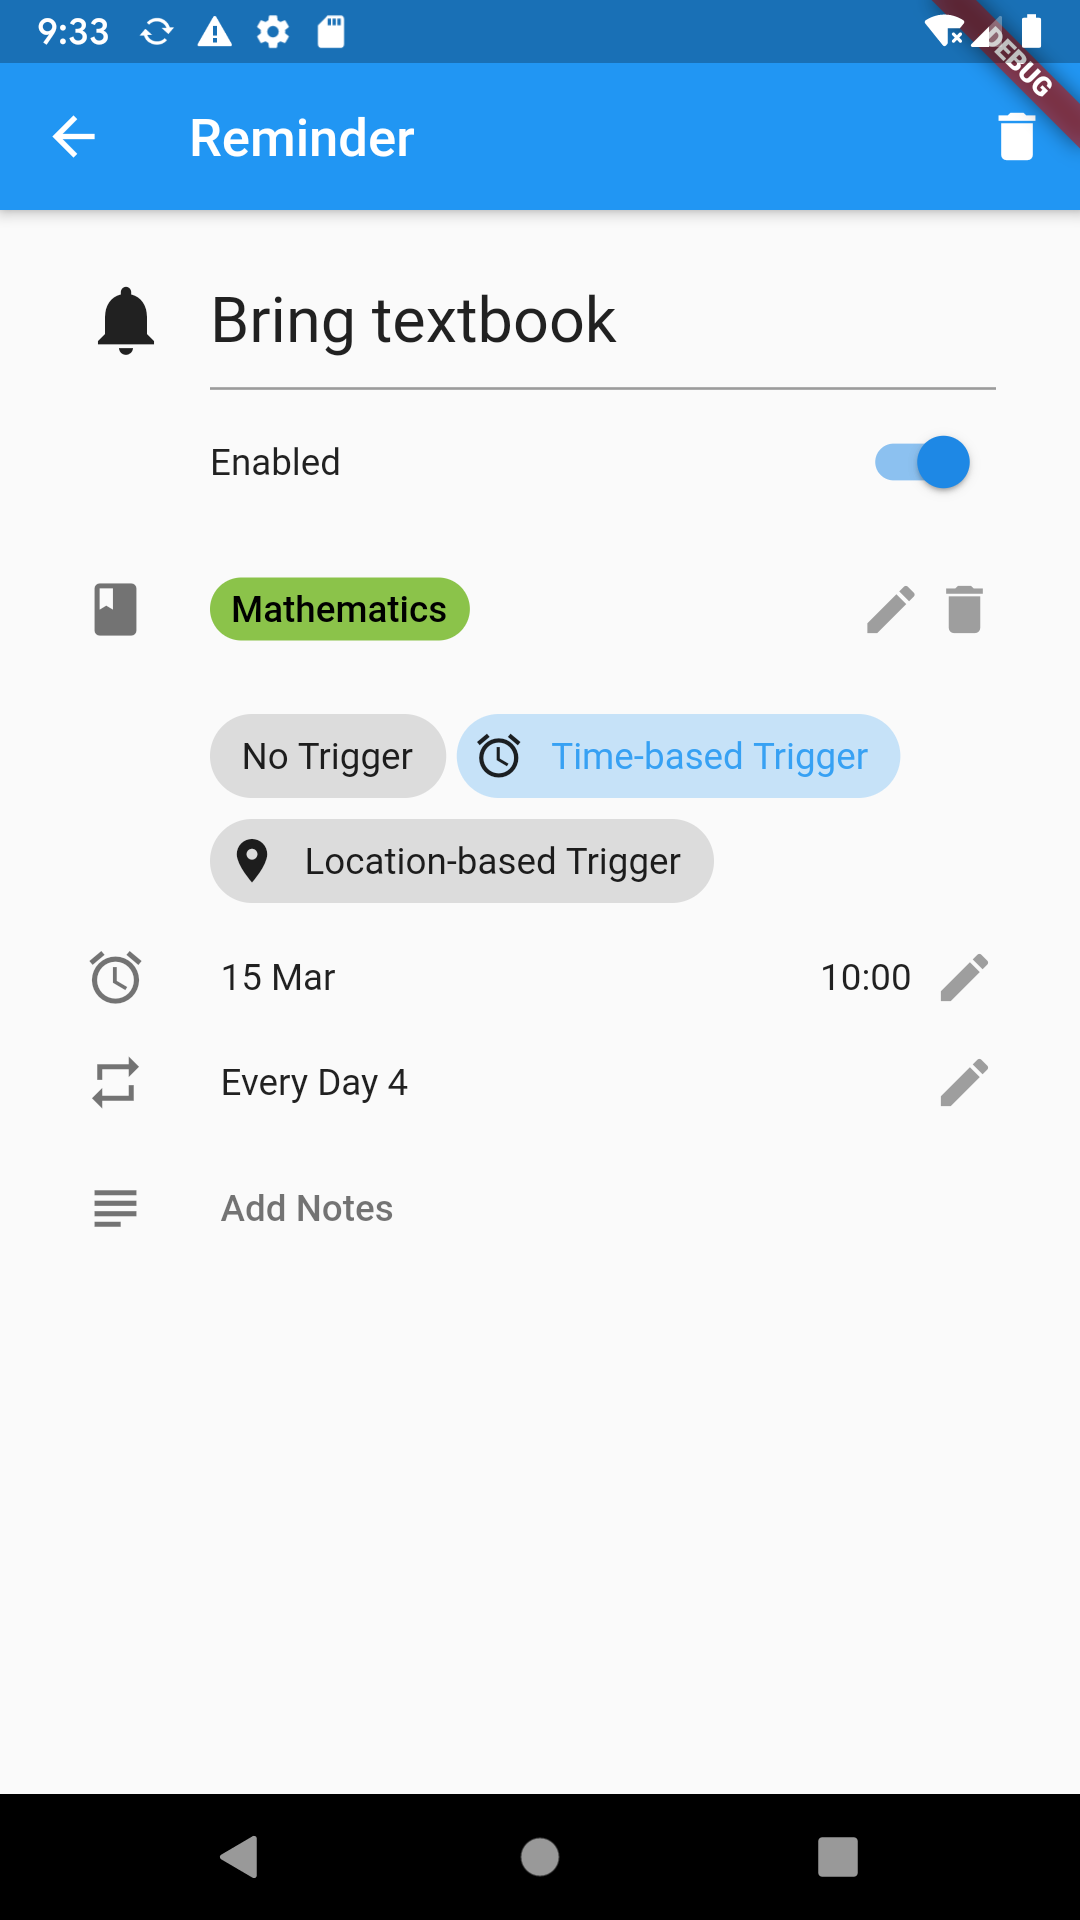 9:33
DEBUG
Reminder
Bring textbook
Enabled
Mathematics
No Trigger
Time-based Trigger
Location-based Trigger
15 Mar 10:00
Every Day 4
Add Notes